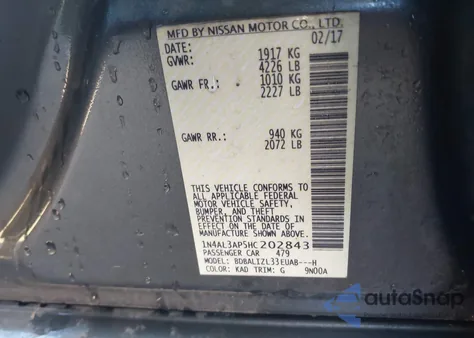 MFD BY NISSAN MOTOR CO., LTD.
DATE: 02/17
GVWR: 1917 KG
4226 LB
GAWR FR.: 1010 KG
2227 LB
GAWR RR.: 940 KG
2072 LB
THIS VEHICLE CONFORMS TO
ALL APPLICABLE FEDERAL
MOTOR VEHICLE SAFETY,
BUMPER, AND THEFT
PREVENTION STANDARDS IN
EFFECT ON THE DATE OF
MANUFACTURE SHOWN ABOVE.
1N4AL3AP5HC202843
PASSENGER CAR 479
MODEL: BDBALIZL33EUAB---H
COLOR: KAD TRIM: G 9N00A
autoSnap